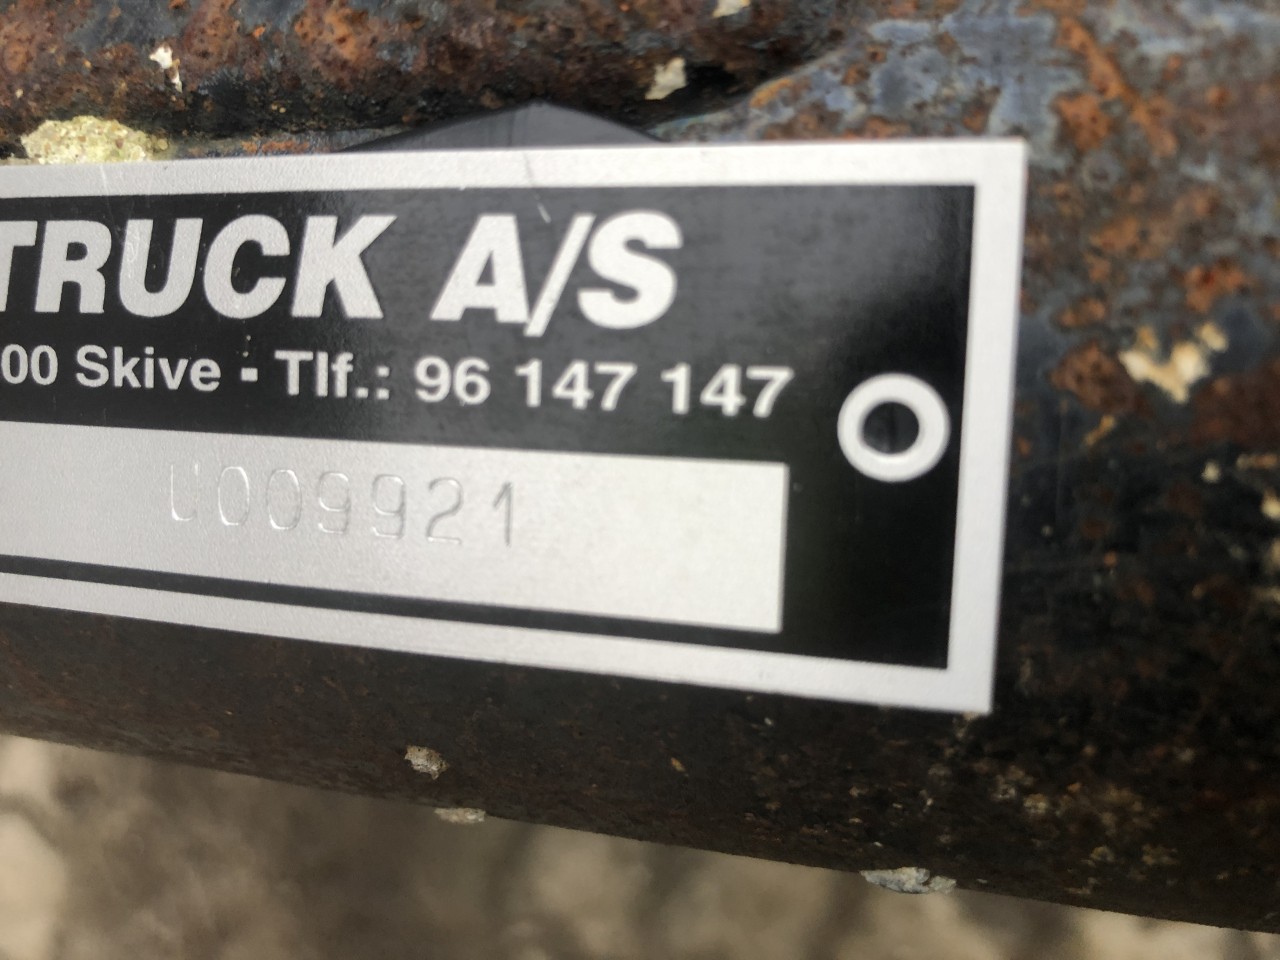 TRUCK A/S
00 Skive - Tlf.: 96 147 147
U009921